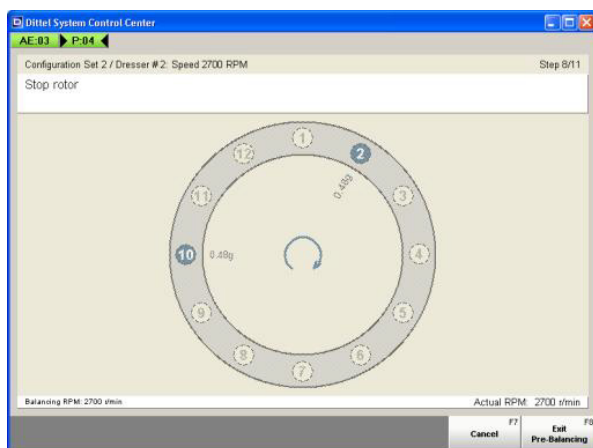 Dittel System Control Center
AE:03 P:04
Configuration Set 2 / Dresser # 2: Speed 2700 RPM Step 8/11
Stop rotor
1
12 2
0.48g
11 3
10 0.48g 4
9 5
8 6
7
Balancing RPM: 2700 r/min Actual RPM: 2700 r/min
F7 F8
Cancel Exit
Pre-Balancing